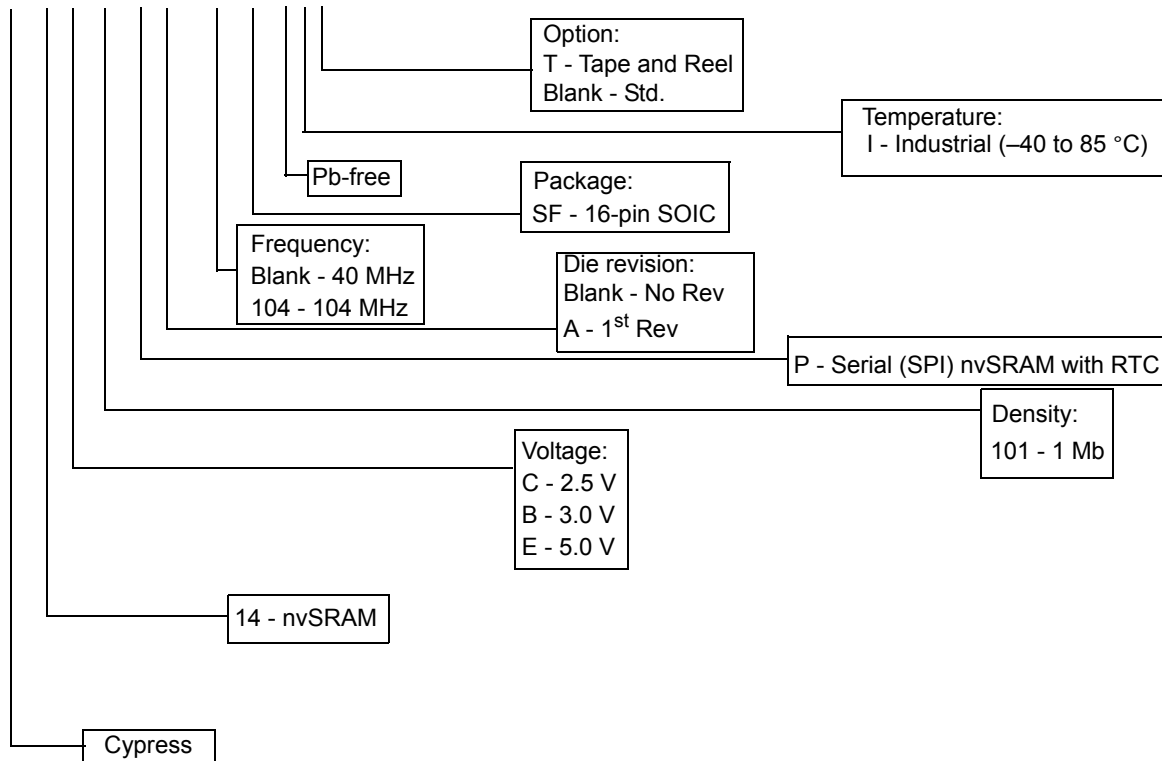 Option:
T - Tape and Reel
Blank - Std.
Temperature:
I - Industrial (–40 to 85 °C)
Pb-free
Package:
SF - 16-pin SOIC
Frequency:
Blank - 40 MHz
104 - 104 MHz
Die revision:
Blank - No Rev
A - 1st Rev
P - Serial (SPI) nvSRAM with RTC
Density:
101 - 1 Mb
Voltage:
C - 2.5 V
B - 3.0 V
E - 5.0 V
14 - nvSRAM
Cypress